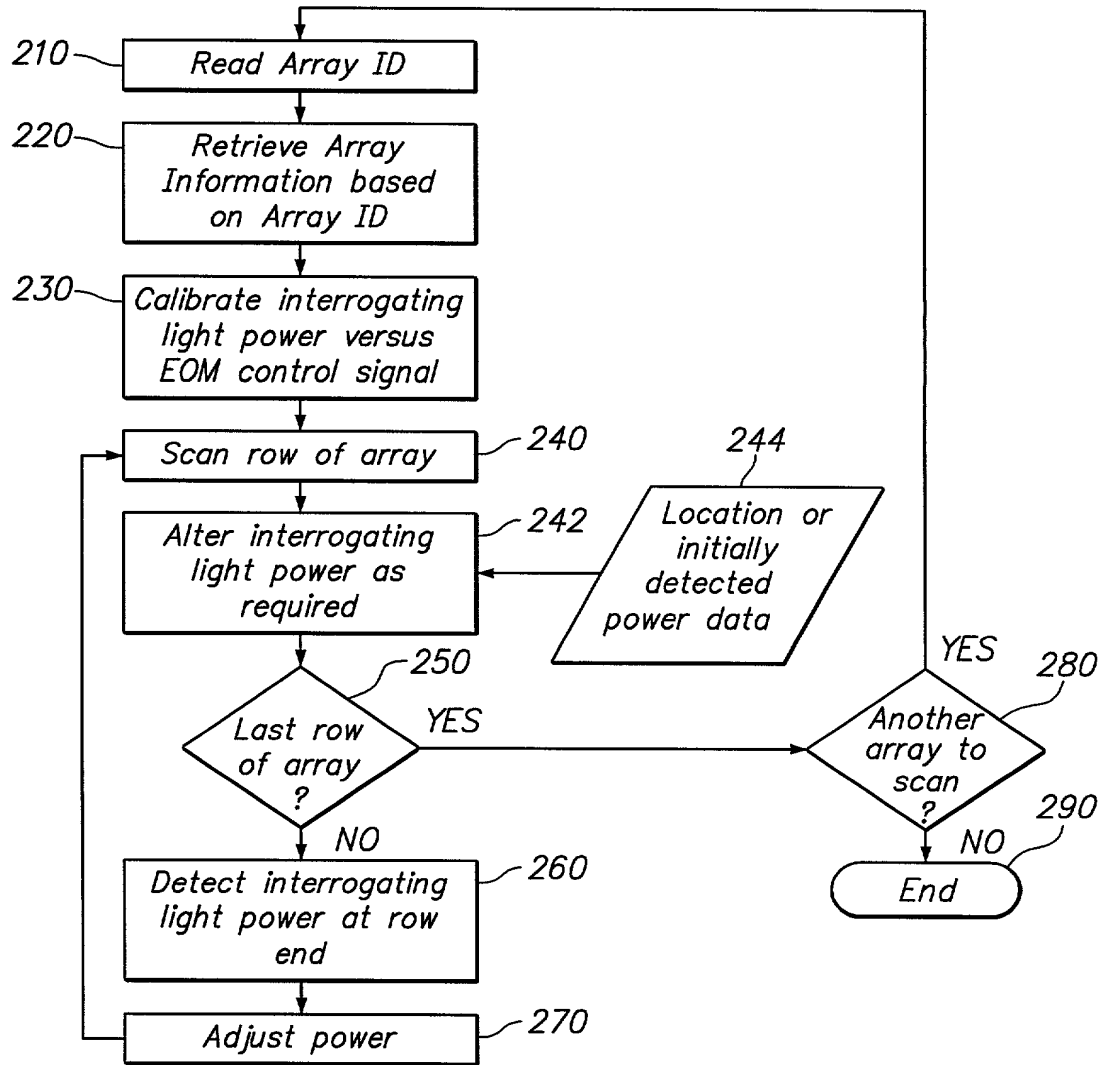 210
Read Array ID
220
Retrieve Array
Information based
on Array ID
230
Calibrate interrogating
light power versus
EOM control signal
240
Scan row of array
244
Location or
initially
detected
power data
242
Alter interrogating
light power as
required
250
Last row
of array
?
YES
NO
YES
280
Another
array to
scan
?
NO
290
End
260
Detect interrogating
light power at row
end
270
Adjust power